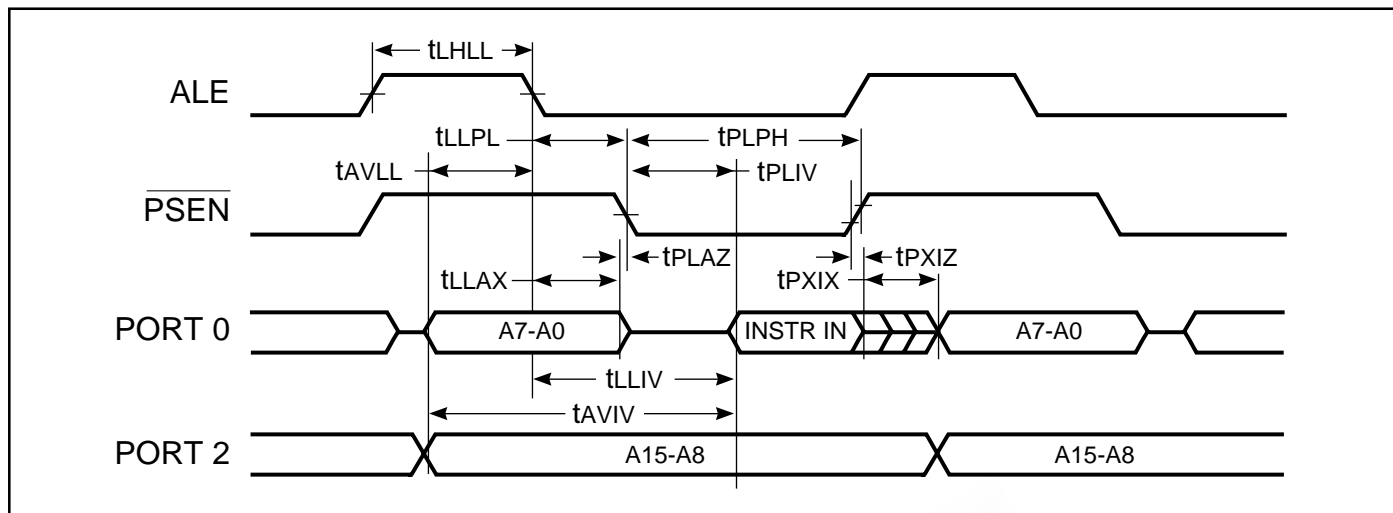 tLHLL
ALE
tLLPL
tPLPH
tAVLL
tPLIV
PSEN
tPLAZ
tPXIZ
tLLAX
tPXIX
PORT 0
A7-A0
INSTR IN
A7-A0
tLLIV
tAVIV
PORT 2
A15-A8
A15-A8